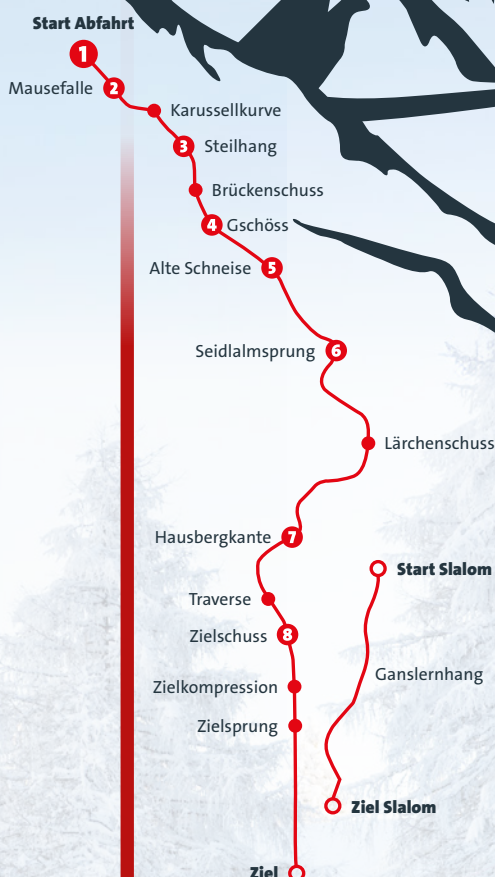 Start Abfahrt
1
Mausefalle 2
Karussellkurve
3 Steilhang
Brückenschuss
4 Gschöss
Alte Schneise 5
Seidlalmsprung 6
Lärchenschuss
Hausbergkante 7
Start Slalom
Traverse
Zielschuss 8
Ganslernhang
Zielkompression
Zielsprung
Ziel Slalom
Ziel